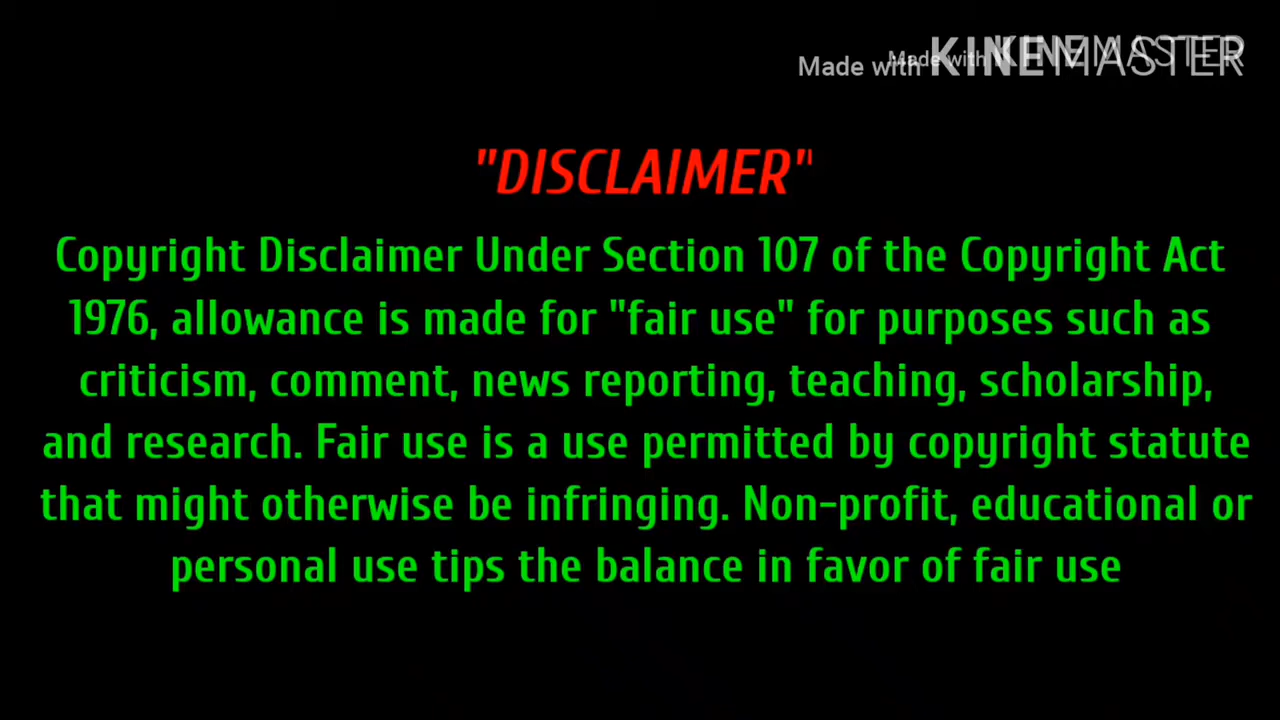 Made with KINEMASTER
Made with KINEMASTER
"DISCLAIMER"
Copyright Disclaimer Under Section 107 of the Copyright Act
1976, allowance is made for "fair use" for purposes such as
criticism, comment, news reporting, teaching, scholarship,
and research. Fair use is a use permitted by copyright statute
that might otherwise be infringing. Non-profit, educational or
personal use tips the balance in favor of fair use